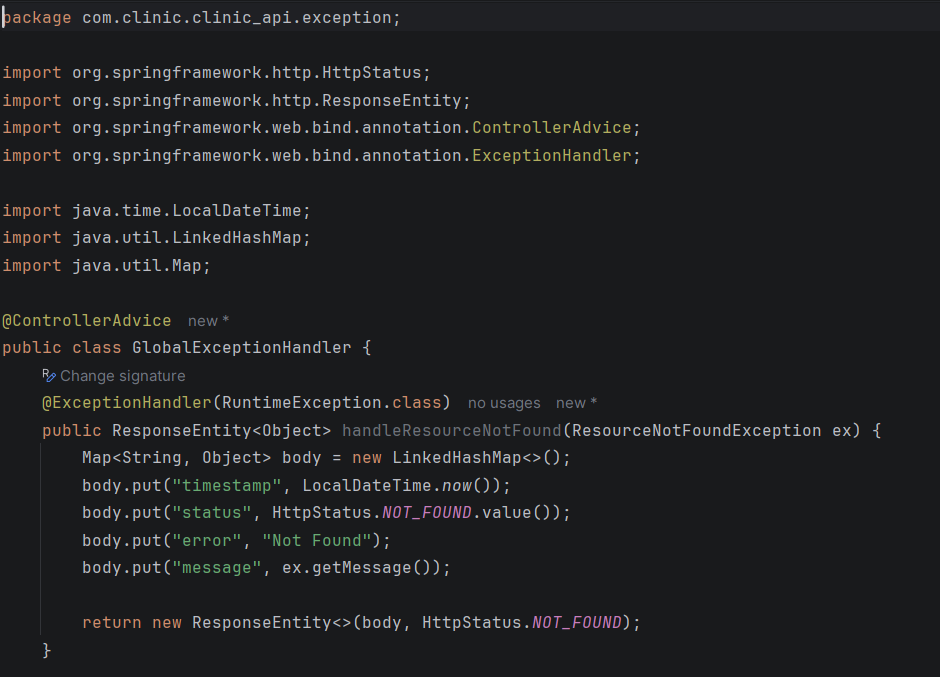 package com.clinic.clinic_api.exception;
import org.springframework.http.HttpStatus;
import org.springframework.http.ResponseEntity;
import org.springframework.web.bind.annotation.ControllerAdvice;
import org.springframework.web.bind.annotation.ExceptionHandler;
import java.time.LocalDateTime;
import java.util.LinkedHashMap;
import java.util.Map;
@ControllerAdvice new *
public class GlobalExceptionHandler {
Change signature
@ExceptionHandler(RuntimeException.class) no usages new *
public ResponseEntity<Object> handleResourceNotFound(ResourceNotFoundException ex) {
Map<String, Object> body = new LinkedHashMap<>();
body.put("timestamp", LocalDateTime.now());
body.put("status", HttpStatus.NOT_FOUND.value());
body.put("error", "Not Found");
body.put("message", ex.getMessage());
return new ResponseEntity<>(body, HttpStatus.NOT_FOUND);
}